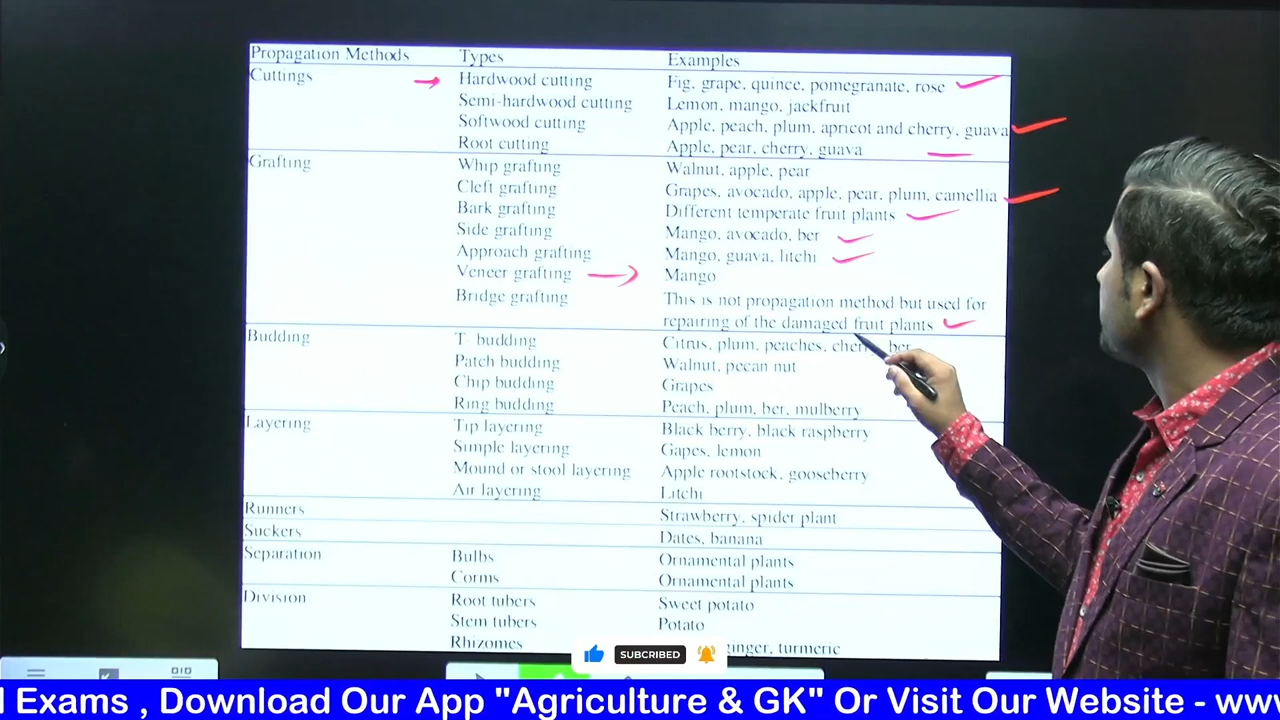 Propagation Methods Types Examples
Cuttings Hardwood cutting Fig, grape, quince, pomegranate, rose
Semi-hardwood cutting Lemon, mango, jackfruit
Softwood cutting Apple, peach, plum, apricot and cherry, guava
Root cutting Apple, pear, cherry, guava
Grafting Whip grafting Walnut, apple, pear
Cleft grafting Grapes, avocado, apple, pear, plum, camellia
Bark grafting Different temperate fruit plants
Side grafting Mango, avocado, ber
Approach grafting Mango, guava, litchi
Veneer grafting Mango
Bridge grafting This is not propagation method but used for
repairing of the damaged fruit plants
Budding T- budding Citrus, plum, peaches, ber
Patch budding Walnut, pecan nut
Chip budding Grapes
Ring budding Peach, plum, ber, mulberry
Layering Tip layering Black berry, black raspberry
Simple layering Gapes, lemon
Mound or stool layering Apple rootstock, gooseberry
Air layering Litchi
Runners Strawberry, spider plant
Suckers Dates, banana
Separation Bulbs Ornamental plants
Corms Ornamental plants
Division Root tubers Sweet potato
Stem tubers Potato
Rhizomes ginger, turmeric
SUBCRIBED
Exams , Download Our App "Agriculture & GK" Or Visit Our Website -